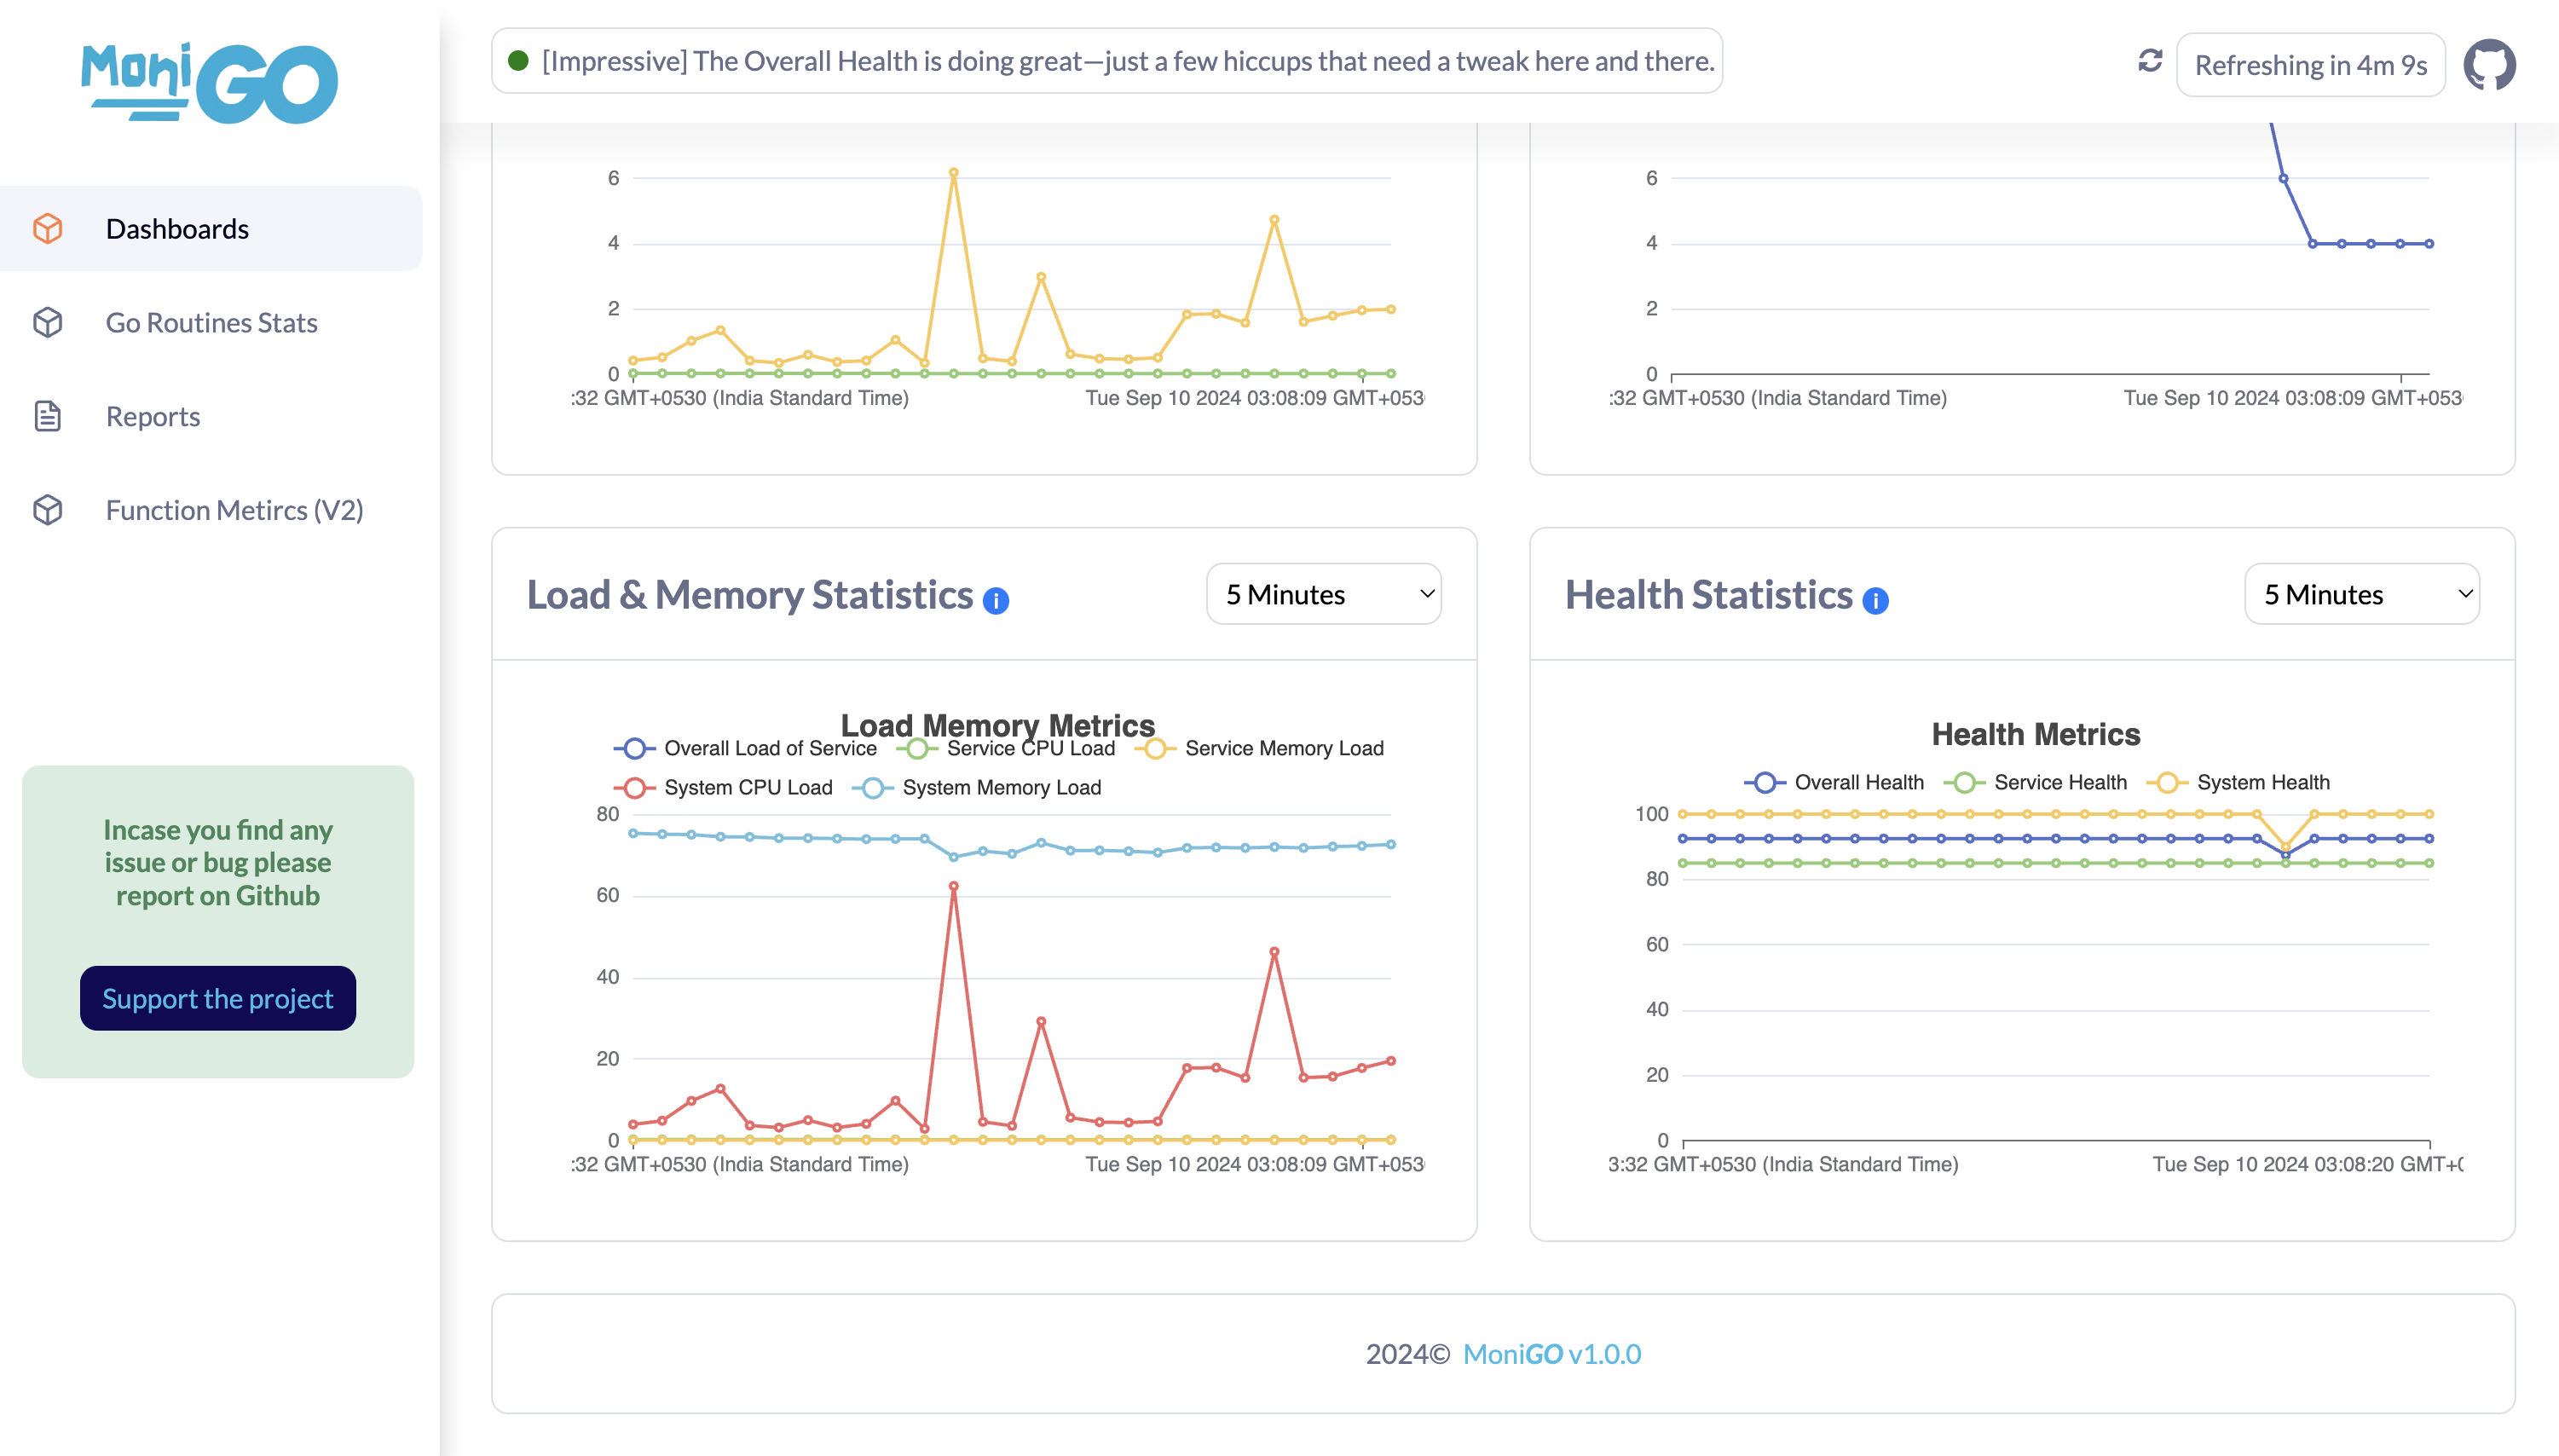 MoniGO
[Impressive] The Overall Health is doing great—just a few hiccups that need a tweak here and there.
Refreshing in 4m 9s
Dashboards
Go Routines Stats
Reports
Function Metircs (V2)
Incase you find any
issue or bug please
report on Github
Support the project
6
4
2
0
:32 GMT+0530 (India Standard Time)
Tue Sep 10 2024 03:08:09 GMT+053
6
4
2
0
:32 GMT+0530 (India Standard Time)
Tue Sep 10 2024 03:08:09 GMT+053
Load & Memory Statistics i
5 Minutes
Load Memory Metrics
Overall Load of Service Service CPU Load Service Memory Load
System CPU Load System Memory Load
80
60
40
20
0
:32 GMT+0530 (India Standard Time)
Tue Sep 10 2024 03:08:09 GMT+053
Health Statistics i
5 Minutes
Health Metrics
Overall Health Service Health System Health
100
80
60
40
20
0
3:32 GMT+0530 (India Standard Time)
Tue Sep 10 2024 03:08:20 GMT+0
2024© MoniGO v1.0.0